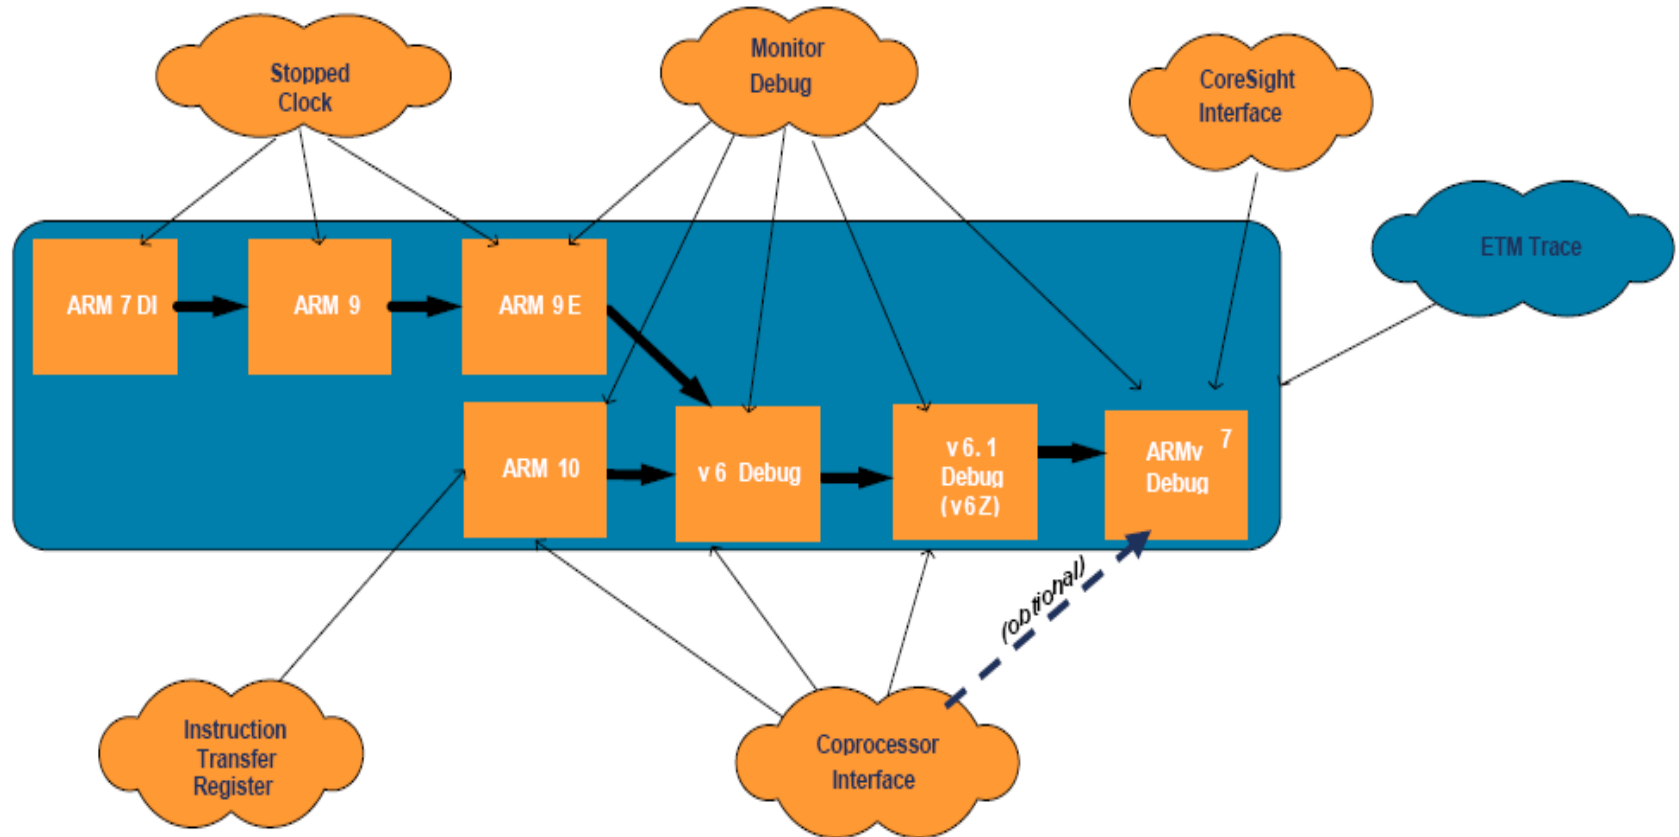 Stopped
Clock
Monitor
Debug
CoreSight
Interface
ETM Trace
ARM 7 DI
ARM 9
ARM 9 E
ARM 10
v 6 Debug
v 6. 1
Debug
(v6Z)
ARMv 7
Debug
(optional)
Instruction
Transfer
Register
Coprocessor
Interface